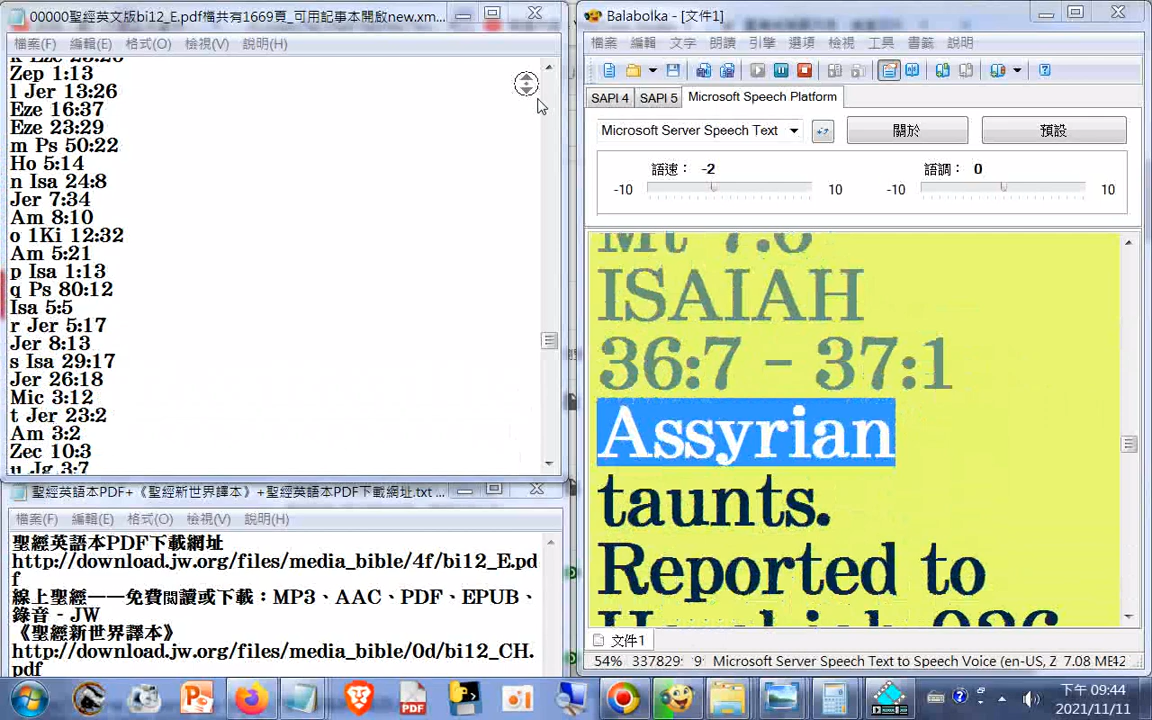 00000聖經英文版bi12_E.pdf檔共有1669頁_可用記事本開啟new.xm...
檔案(F) 編輯(E) 格式(O) 檢視(V) 說明(H)
Zep 1:13
l Jer 13:26
Eze 16:37
Eze 23:29
m Ps 50:22
Ho 5:14
n Isa 24:8
Jer 7:34
Am 8:10
o 1Ki 12:32
Am 5:21
p Isa 1:13
q Ps 80:12
Isa 5:5
r Jer 5:17
Jer 8:13
s Isa 29:17
Jer 26:18
Mic 3:12
t Jer 23:2
Am 3:2
Zec 10:3
u Jg 3:7
聖經英語本PDF+《聖經新世界譯本》+聖經英語本PDF下載網址.txt ...
檔案(F) 編輯(E) 格式(O) 檢視(V) 說明(H)
聖經英語本PDF下載網址
http://download.jw.org/files/media_bible/4f/bi12_E.pd
f
線上聖經——免費閱讀或下載：MP3、AAC、PDF、EPUB、
錄音 - JW
《聖經新世界譯本》
http://download.jw.org/files/media_bible/0d/bi12_CH.
pdf
Balabolka - [文件1]
檔案 編輯 文字 朗讀 引擎 選項 檢視 工具 書籤 說明
SAPI 4 SAPI 5 Microsoft Speech Platform
Microsoft Server Speech Text 關於 預設
語速： -2 語調： 0
-10 10 -10 10
Mt 7:6
ISAIAH
36:7 - 37:1
Assyrian
taunts.
Reported to
文件1
54% 337829 9 Microsoft Server Speech Text to Speech Voice (en-US, Z 7.08 ME42
下午 09:44
2021/11/11